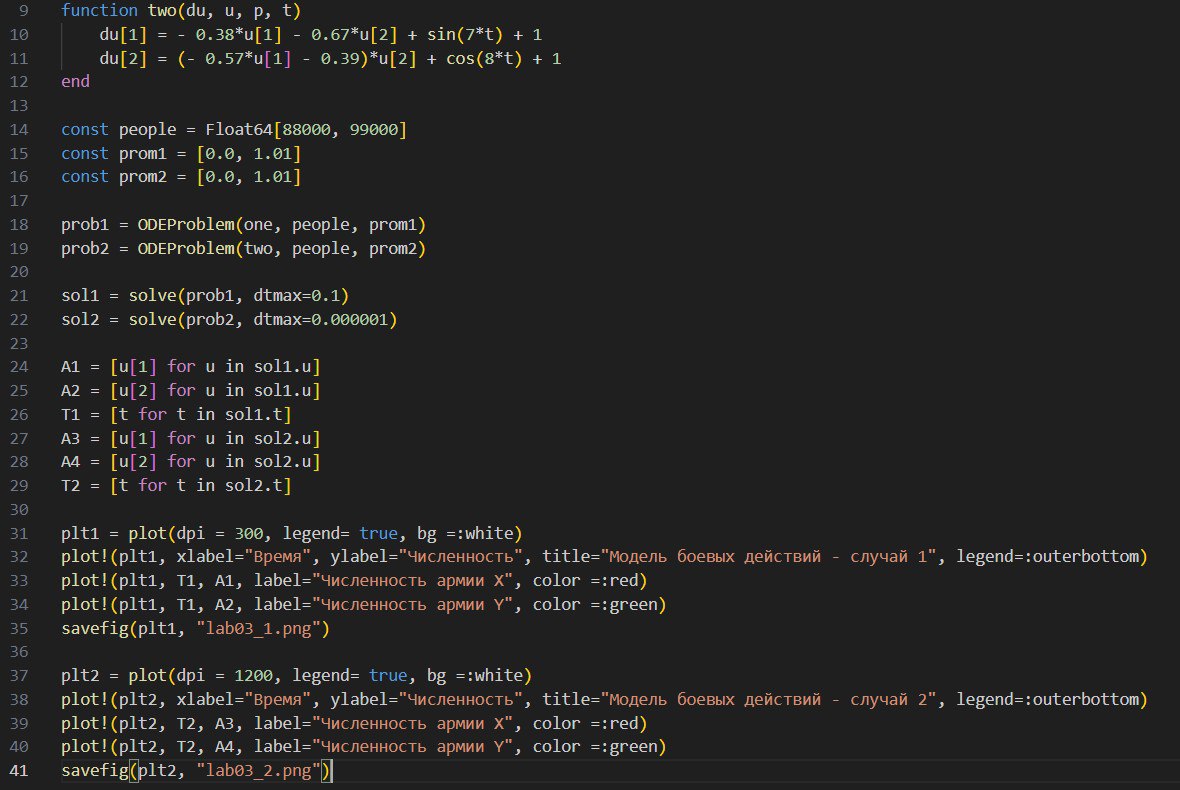 9 function two(du, u, p, t)
10     du[1] = - 0.38*u[1] - 0.67*u[2] + sin(7*t) + 1
11     du[2] = (- 0.57*u[1] - 0.39)*u[2] + cos(8*t) + 1
12 end
13
14 const people = Float64[88000, 99000]
15 const prom1 = [0.0, 1.01]
16 const prom2 = [0.0, 1.01]
17
18 prob1 = ODEProblem(one, people, prom1)
19 prob2 = ODEProblem(two, people, prom2)
20
21 sol1 = solve(prob1, dtmax=0.1)
22 sol2 = solve(prob2, dtmax=0.000001)
23
24 A1 = [u[1] for u in sol1.u]
25 A2 = [u[2] for u in sol1.u]
26 T1 = [t for t in sol1.t]
27 A3 = [u[1] for u in sol2.u]
28 A4 = [u[2] for u in sol2.u]
29 T2 = [t for t in sol2.t]
30
31 plt1 = plot(dpi = 300, legend= true, bg =:white)
32 plot!(plt1, xlabel="Время", ylabel="Численность", title="Модель боевых действий - случай 1", legend=:outerbottom)
33 plot!(plt1, T1, A1, label="Численность армии X", color =:red)
34 plot!(plt1, T1, A2, label="Численность армии Y", color =:green)
35 savefig(plt1, "lab03_1.png")
36
37 plt2 = plot(dpi = 1200, legend= true, bg =:white)
38 plot!(plt2, xlabel="Время", ylabel="Численность", title="Модель боевых действий - случай 2", legend=:outerbottom)
39 plot!(plt2, T2, A3, label="Численность армии X", color =:red)
40 plot!(plt2, T2, A4, label="Численность армии Y", color =:green)
41 savefig(plt2, "lab03_2.png")